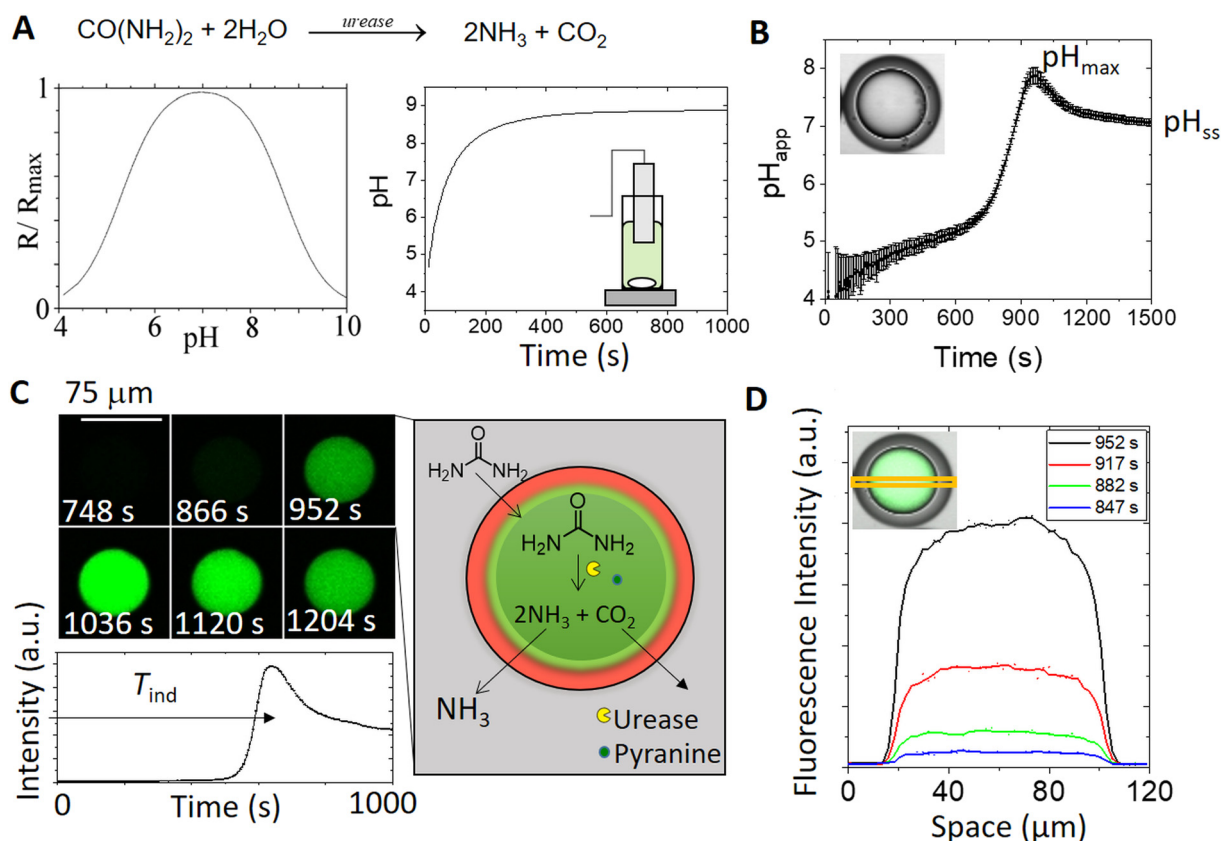 A
CO(NH₂)₂ + 2H₂O
urease
2NH₃ + CO₂
R/ Rmax
1
0
4
6
8
10
pH
pH
9
8
7
6
5
4
0
200
400
600
800
1000
Time (s)
B
pHapp
8
7
6
5
4
pHmax
pHss
0
300
600
900
1200
1500
Time (s)
C
75 μm
748 s
866 s
952 s
1036 s
1120 s
1204 s
Intensity (a.u.)
Tind
0
Time (s)
1000
O
H₂N
NH₂
O
H₂N
NH₂
2NH₃ + CO₂
NH₃
Urease
Pyranine
D
Fluorescence Intensity (a.u.)
952 s
917 s
882 s
847 s
0
40
80
120
Space (μm)